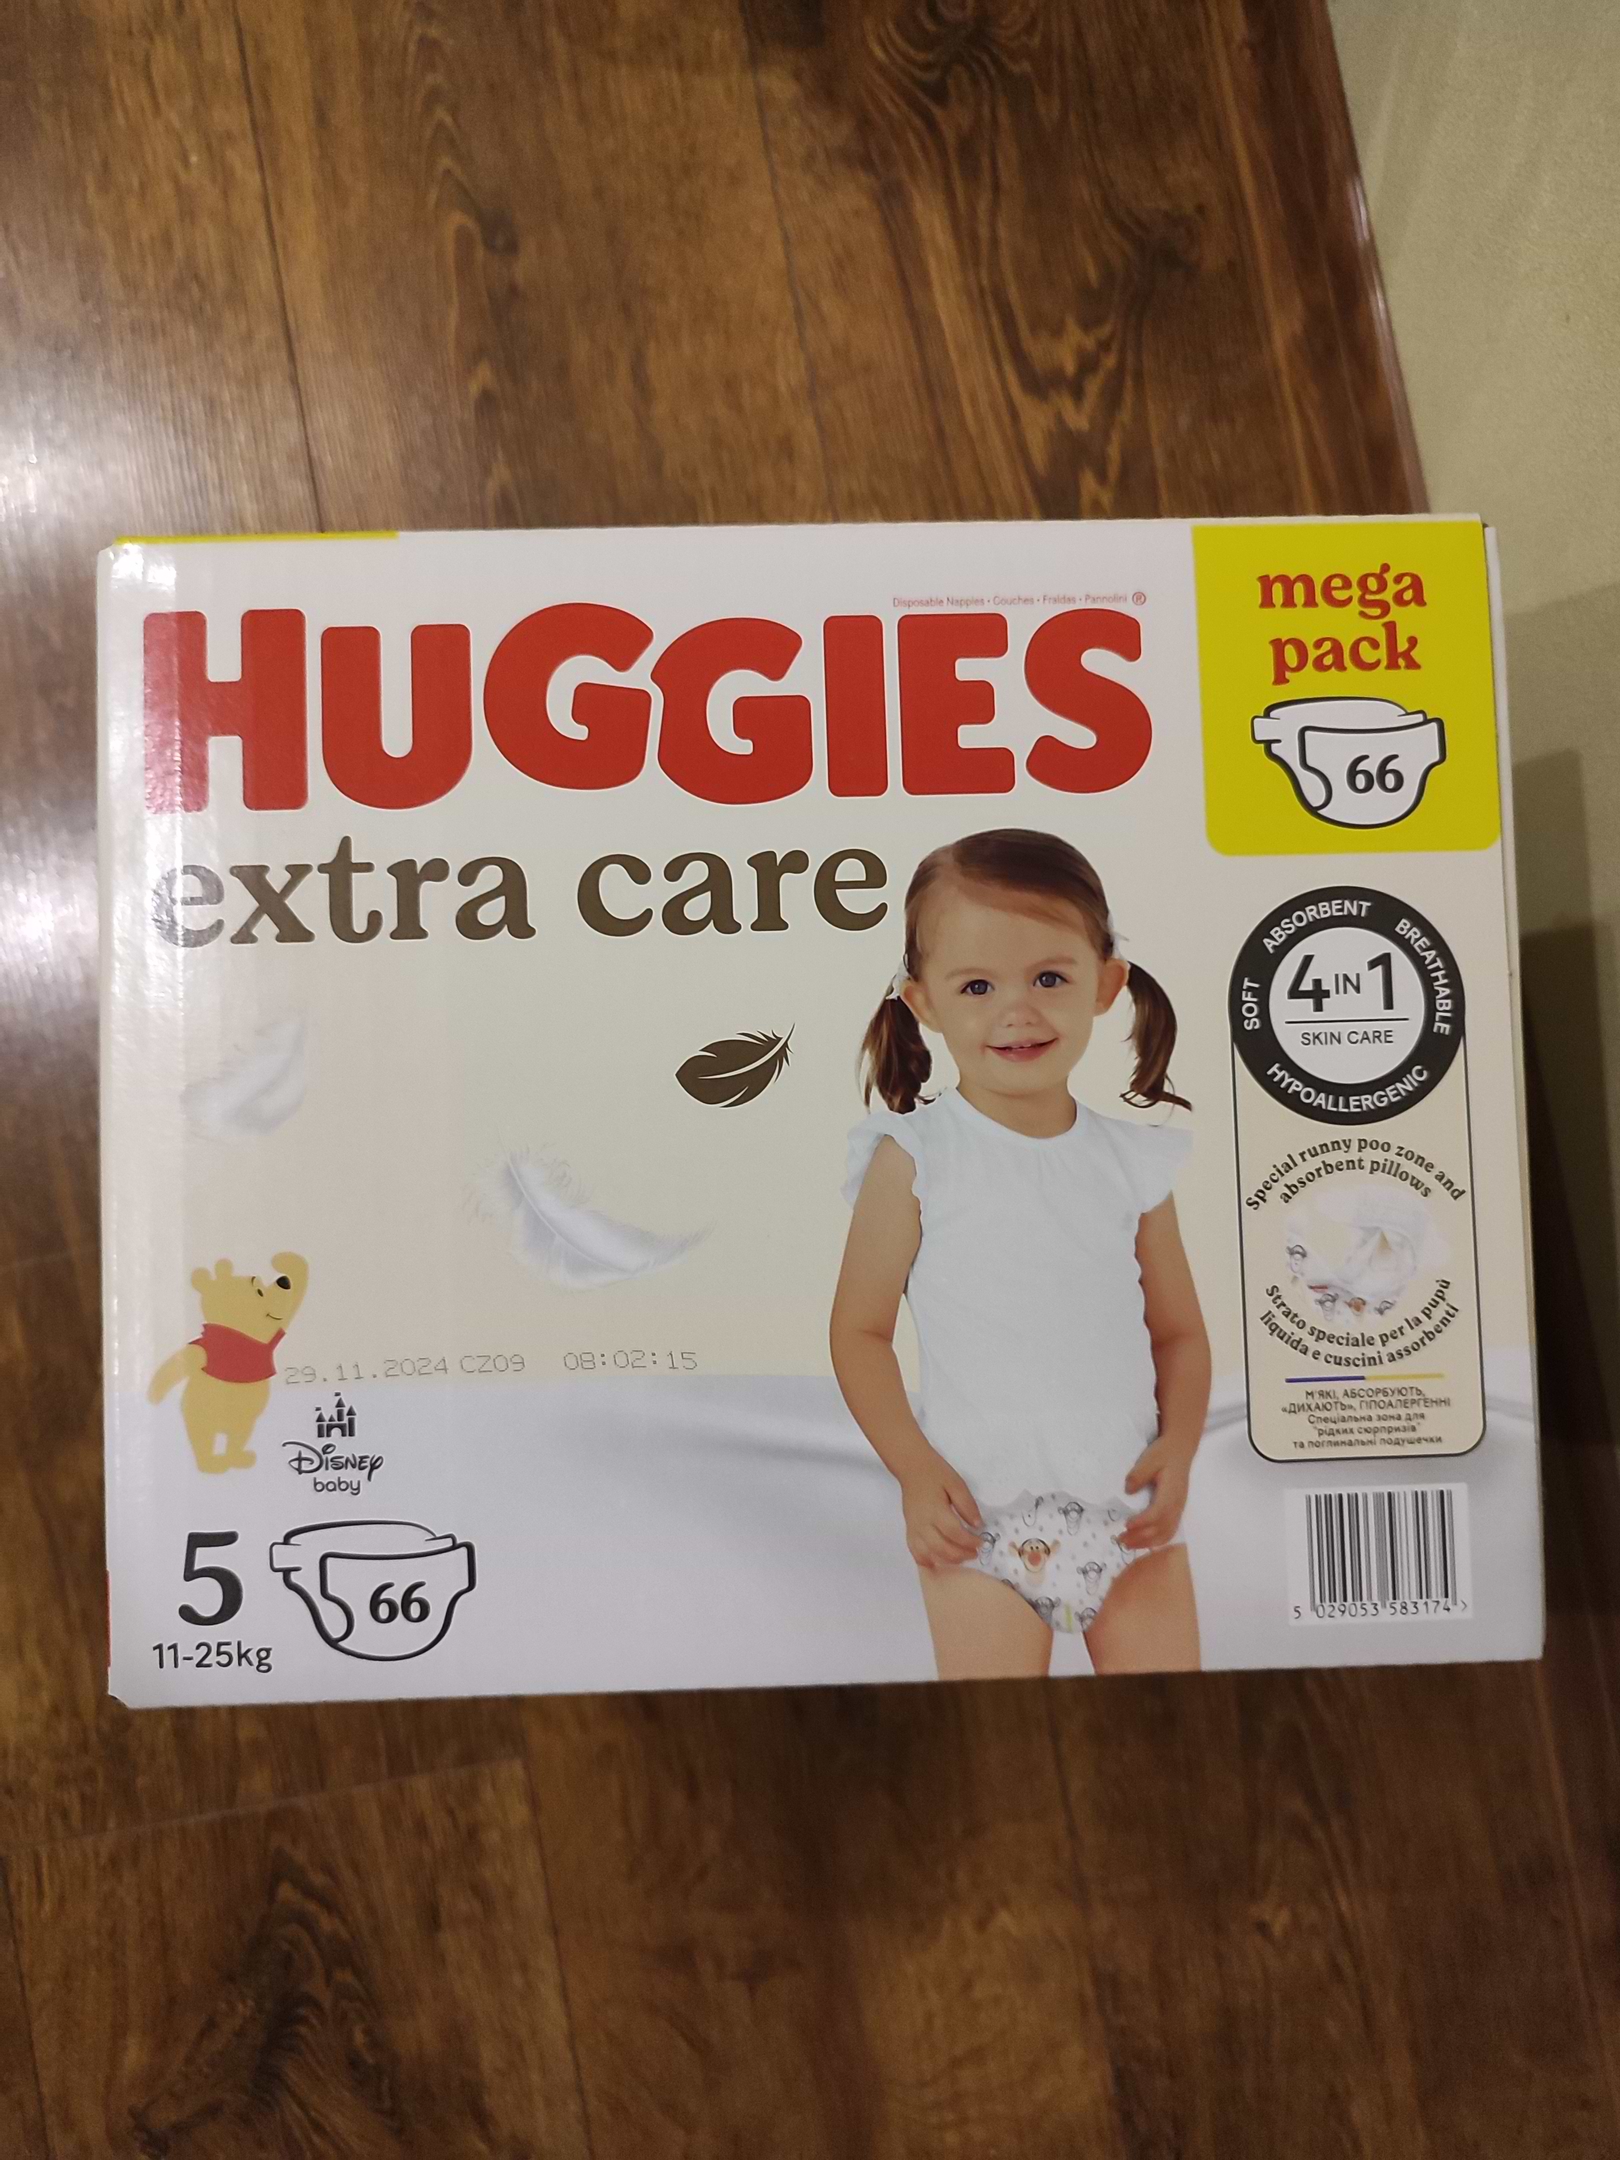 Disposable Nappies • Couches • Fraldas • Pannolini ®
HUGGIES
extra care
mega
pack
66
SOFT ABSORBENT BREATHABLE
4 IN 1
SKIN CARE
HYPOALLERGENIC
Special runny poo zone and
absorbent pillows
Strato speciale per la pupù
liquida e cuscini assorbenti
М'ЯКІ, АБСОРБУЮТЬ,
«ДИХАЮТЬ», ГІПОАЛЕРГЕННІ
Спеціальна зона для
"рідких сюрпризів"
та поглинальні подушечки
29.11.2024 CZ09 08:02:15
Disney
baby
5
66
11-25kg
5 029053 583174 >